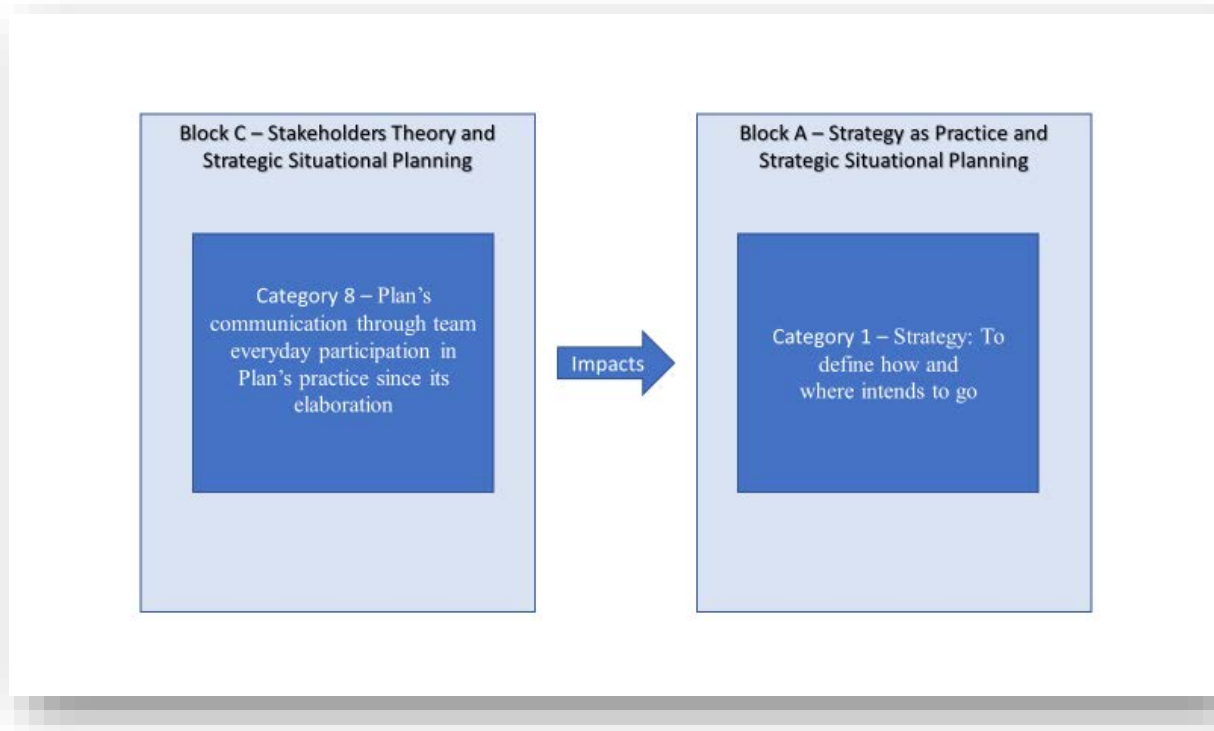 Block C – Stakeholders Theory and
Strategic Situational Planning
Category 8 – Plan's
communication through team
everyday participation in
Plan's practice since its
elaboration
Impacts
Block A – Strategy as Practice and
Strategic Situational Planning
Category 1 – Strategy: To
define how and
where intends to go